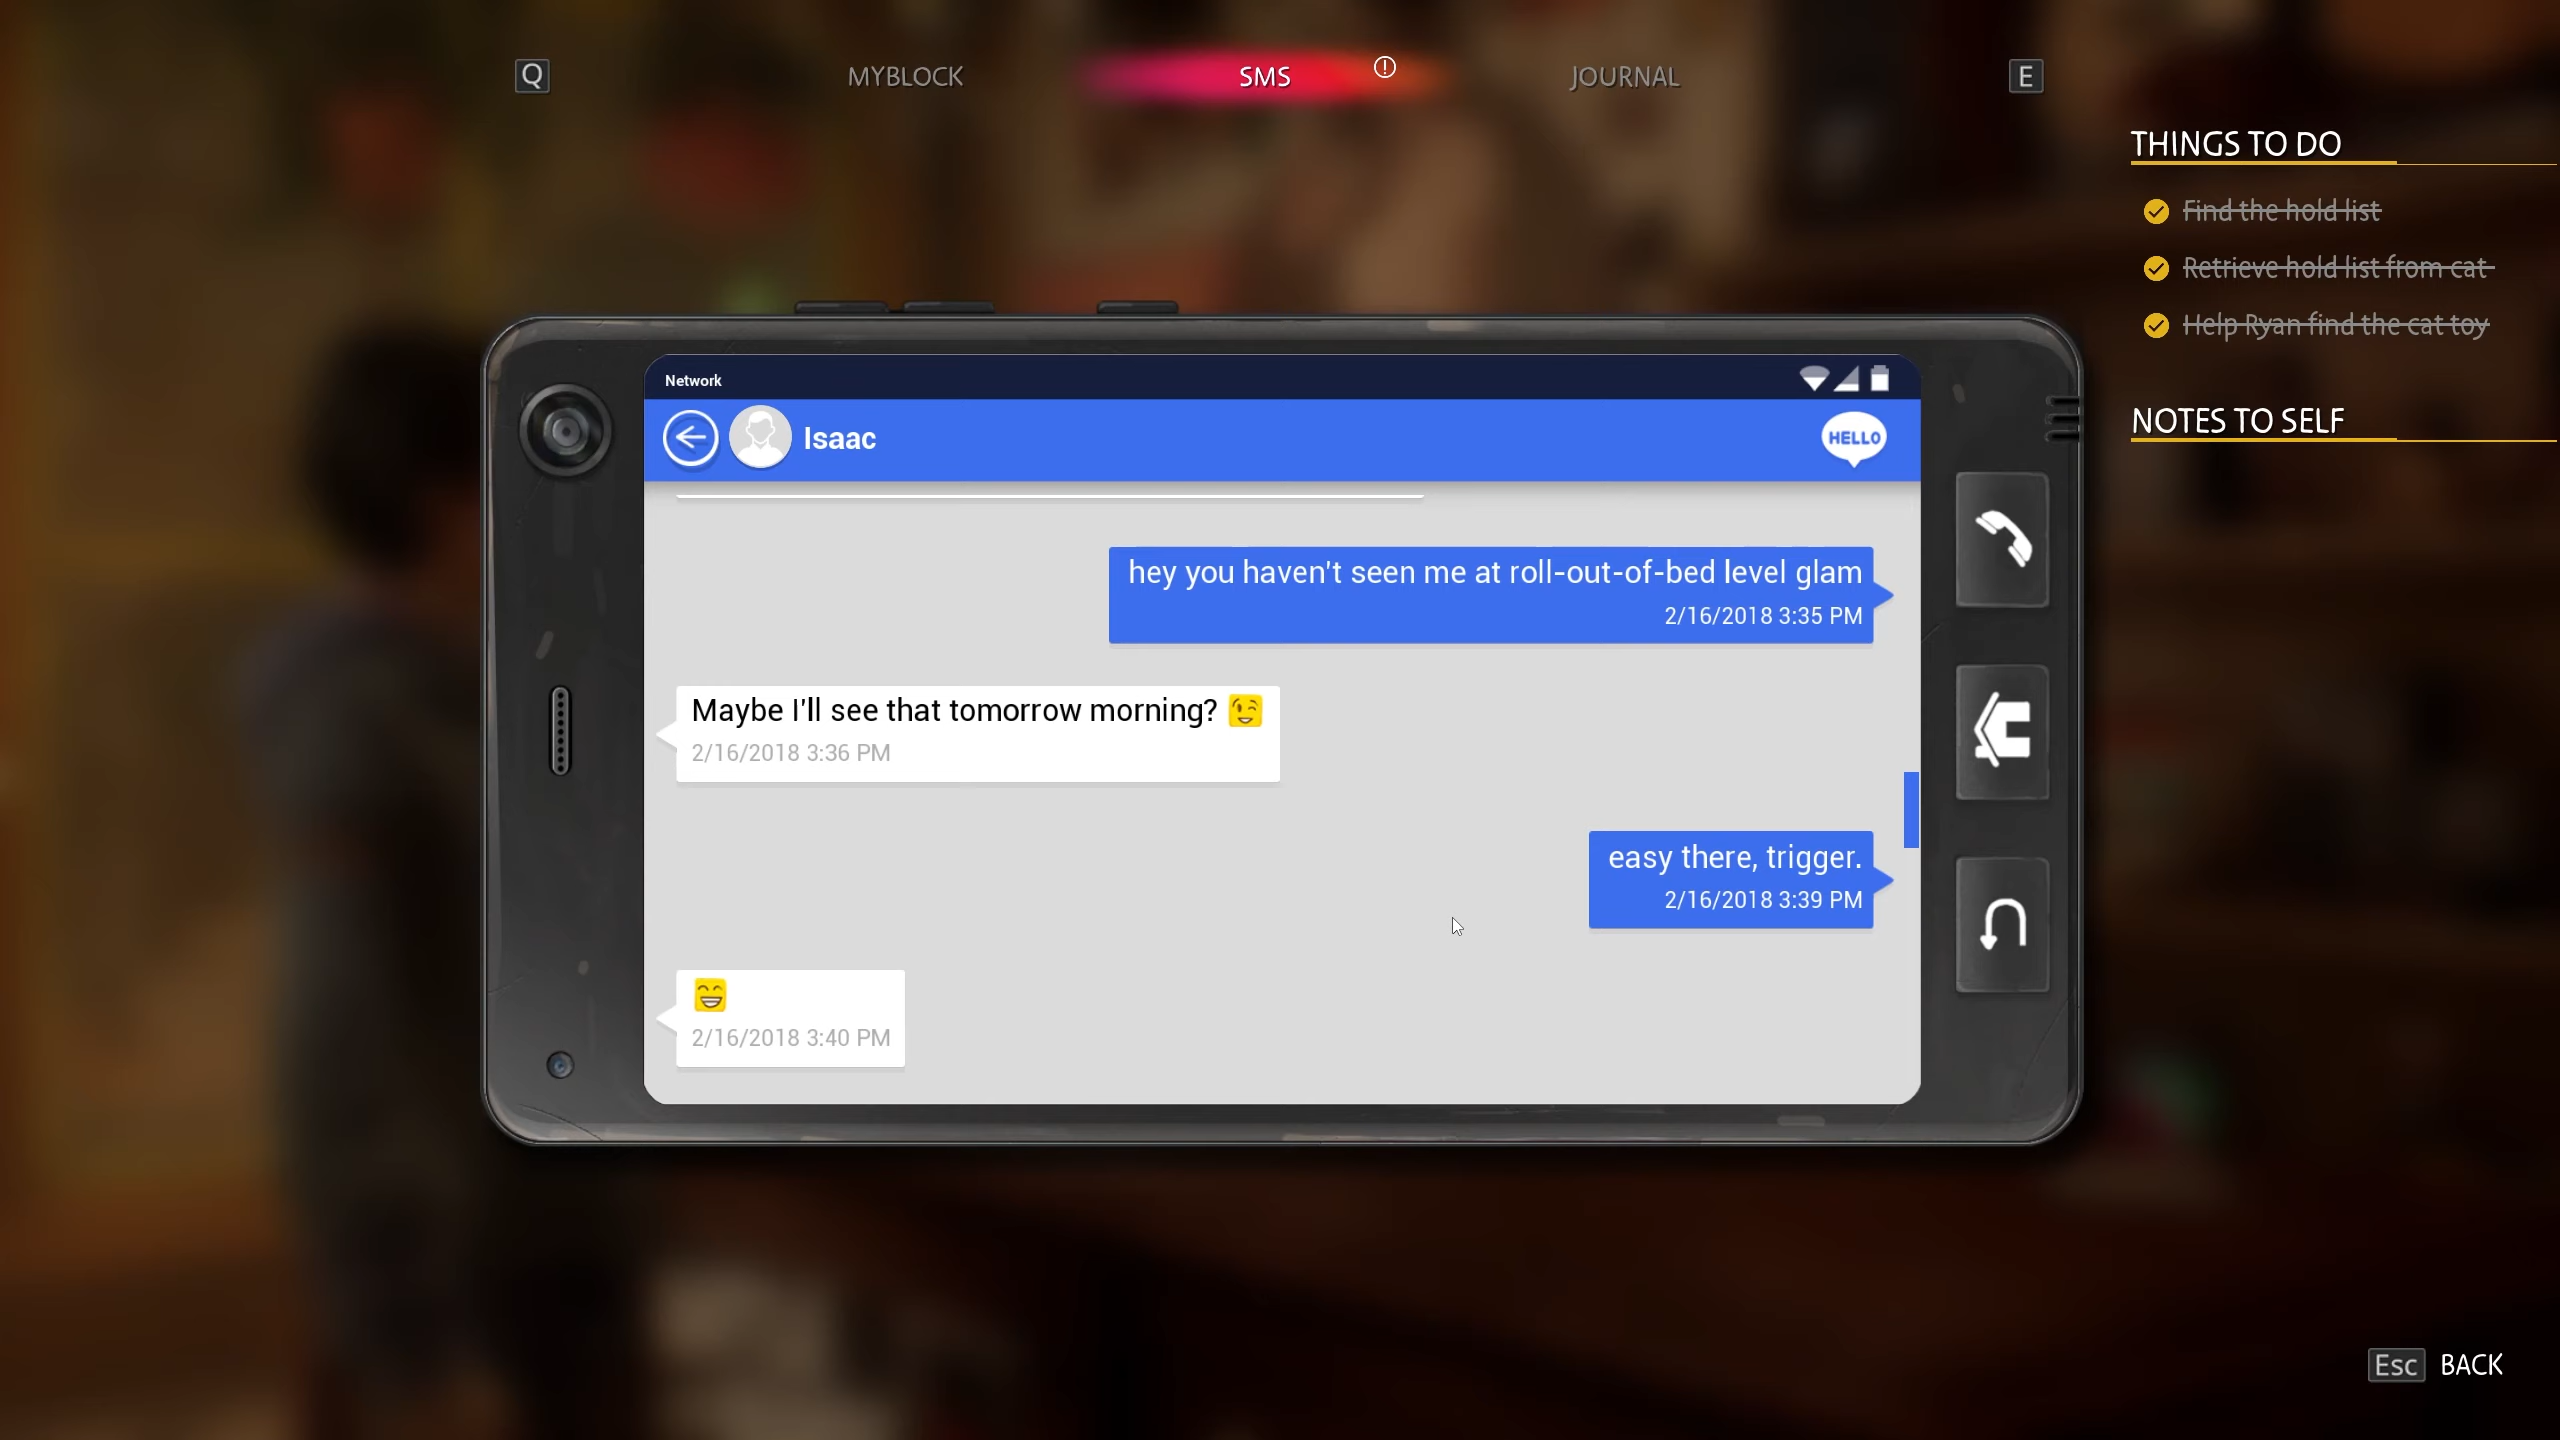 Q
MYBLOCK
SMS
JOURNAL
E
THINGS TO DO
Find the hold list
Retrieve hold list from cat
Help Ryan find the cat toy
NOTES TO SELF
Network
Isaac
HELLO
hey you haven't seen me at roll-out-of-bed level glam
2/16/2018 3:35 PM
Maybe I'll see that tomorrow morning?
2/16/2018 3:36 PM
easy there, trigger.
2/16/2018 3:39 PM
2/16/2018 3:40 PM
Esc BACK